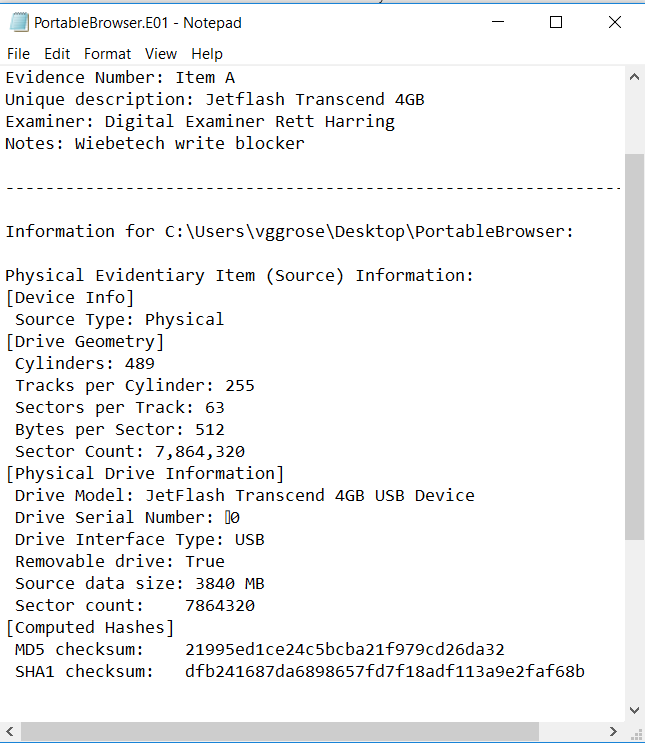 PortableBrowser.E01 - Notepad
File Edit Format View Help
Evidence Number: Item A
Unique description: Jetflash Transcend 4GB
Examiner: Digital Examiner Rett Harring
Notes: Wiebetech write blocker
--------------------------------------------------------------
Information for C:\Users\vggrose\Desktop\PortableBrowser:
Physical Evidentiary Item (Source) Information:
[Device Info]
Source Type: Physical
[Drive Geometry]
Cylinders: 489
Tracks per Cylinder: 255
Sectors per Track: 63
Bytes per Sector: 512
Sector Count: 7,864,320
[Physical Drive Information]
Drive Model: JetFlash Transcend 4GB USB Device
Drive Serial Number: 0
Drive Interface Type: USB
Removable drive: True
Source data size: 3840 MB
Sector count:    7864320
[Computed Hashes]
MD5 checksum:    21995ed1ce24c5bcba21f979cd26da32
SHA1 checksum:   dfb241687da6898657fd7f18adf113a9e2faf68b